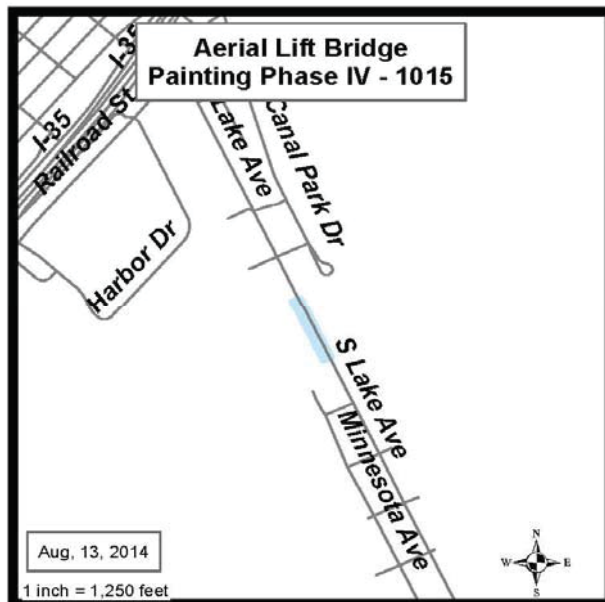 Aerial Lift Bridge
Painting Phase IV - 1015
I-35
I-35
Railroad St
Harbor Dr
Lake Ave
Canal Park Dr
S Lake Ave
Minnesota Ave
Aug, 13, 2014
1 inch = 1,250 feet
N
W
E
S